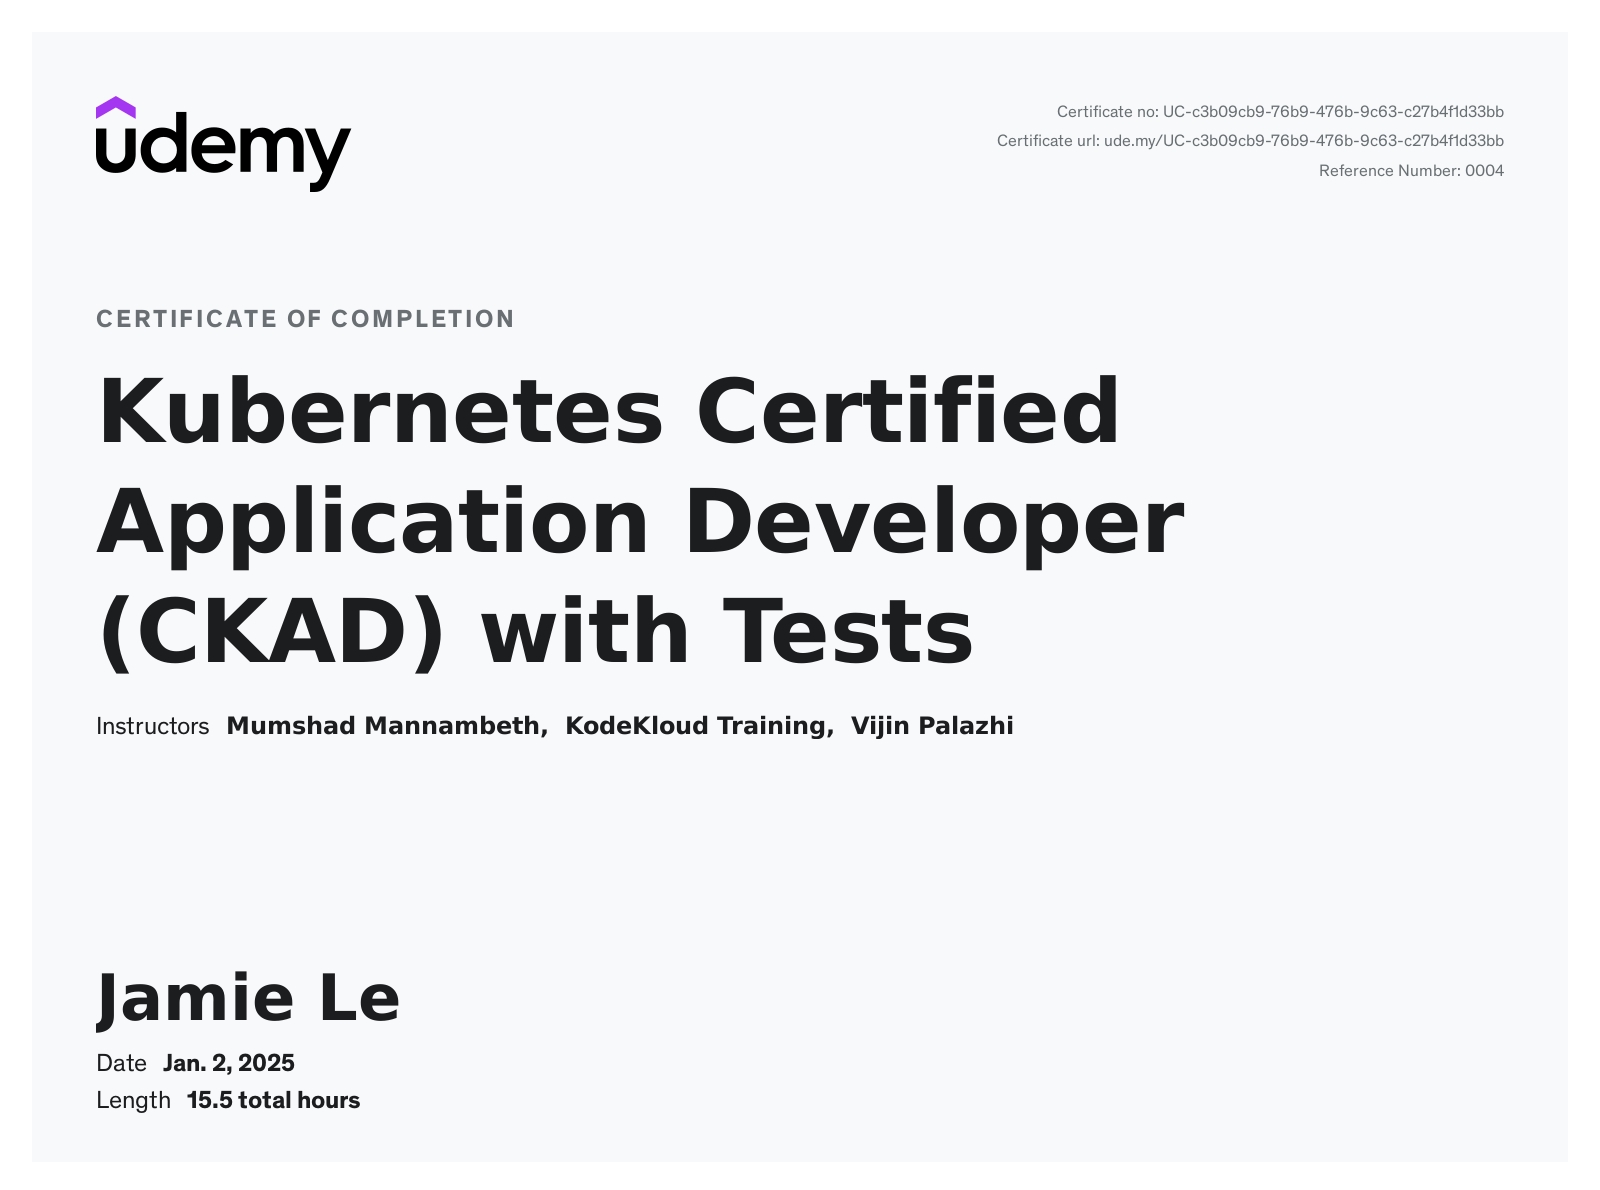 udemy
Certificate no: UC-c3b09cb9-76b9-476b-9c63-c27b4f1d33bb
Certificate url: ude.my/UC-c3b09cb9-76b9-476b-9c63-c27b4f1d33bb
Reference Number: 0004
CERTIFICATE OF COMPLETION
Kubernetes Certified
Application Developer
(CKAD) with Tests
Instructors Mumshad Mannambeth, KodeKloud Training, Vijin Palazhi
Jamie Le
Date Jan. 2, 2025
Length 15.5 total hours